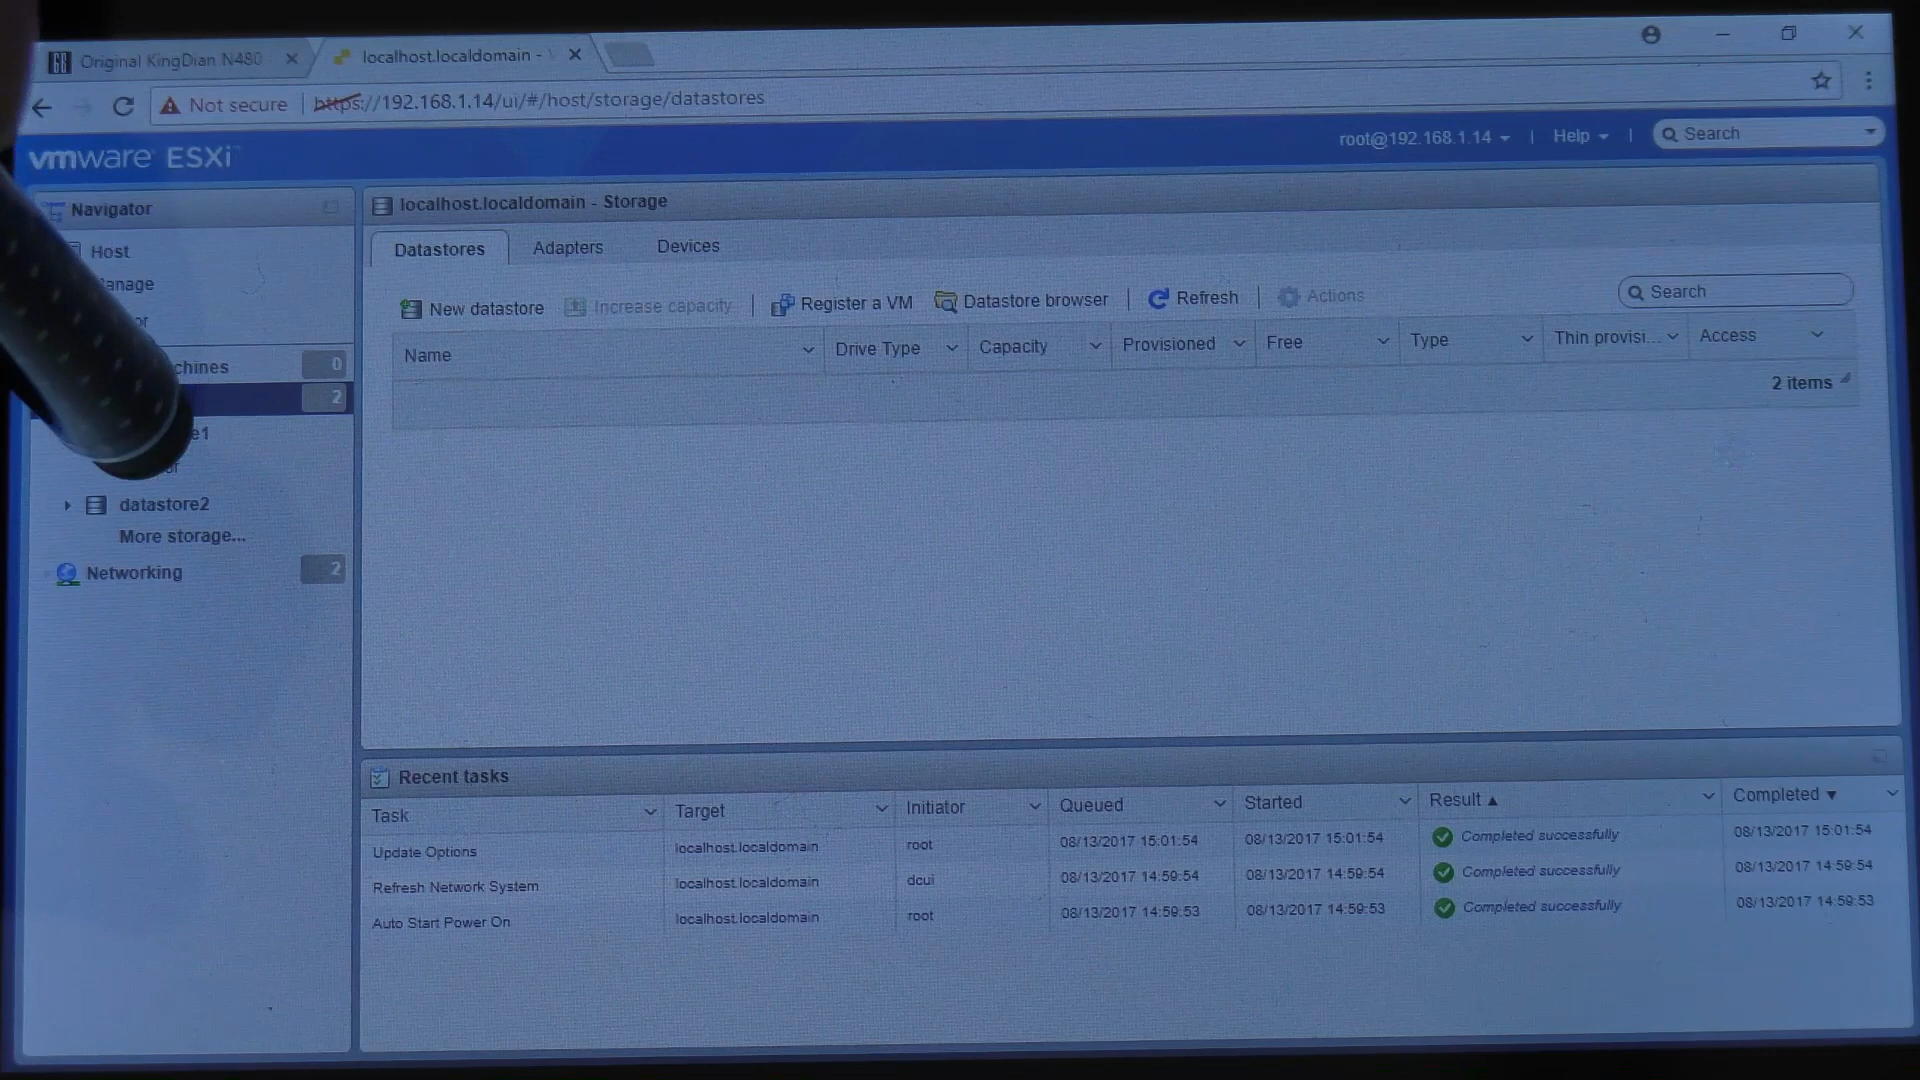 Original KingDian N480
localhost.localdomain -
Not secure https://192.168.1.14/ui/#/host/storage/datastores
vmware ESXi
root@192.168.1.14 | Help | Search
Navigator
Host
anage
or
chines 0
2
e1
or
datastore2
More storage...
Networking 2
localhost.localdomain - Storage
Datastores Adapters Devices
New datastore Increase capacity | Register a VM Datastore browser | Refresh | Actions
Search
Name Drive Type Capacity Provisioned Free Type Thin provisi... Access
2 items
Recent tasks
Task Target Initiator Queued Started Result Completed
Update Options localhost.localdomain root 08/13/2017 15:01:54 08/13/2017 15:01:54 Completed successfully 08/13/2017 15:01:54
Refresh Network System localhost.localdomain dcui 08/13/2017 14:59:54 08/13/2017 14:59:54 Completed successfully 08/13/2017 14:59:54
Auto Start Power On localhost.localdomain root 08/13/2017 14:59:53 08/13/2017 14:59:53 Completed successfully 08/13/2017 14:59:53